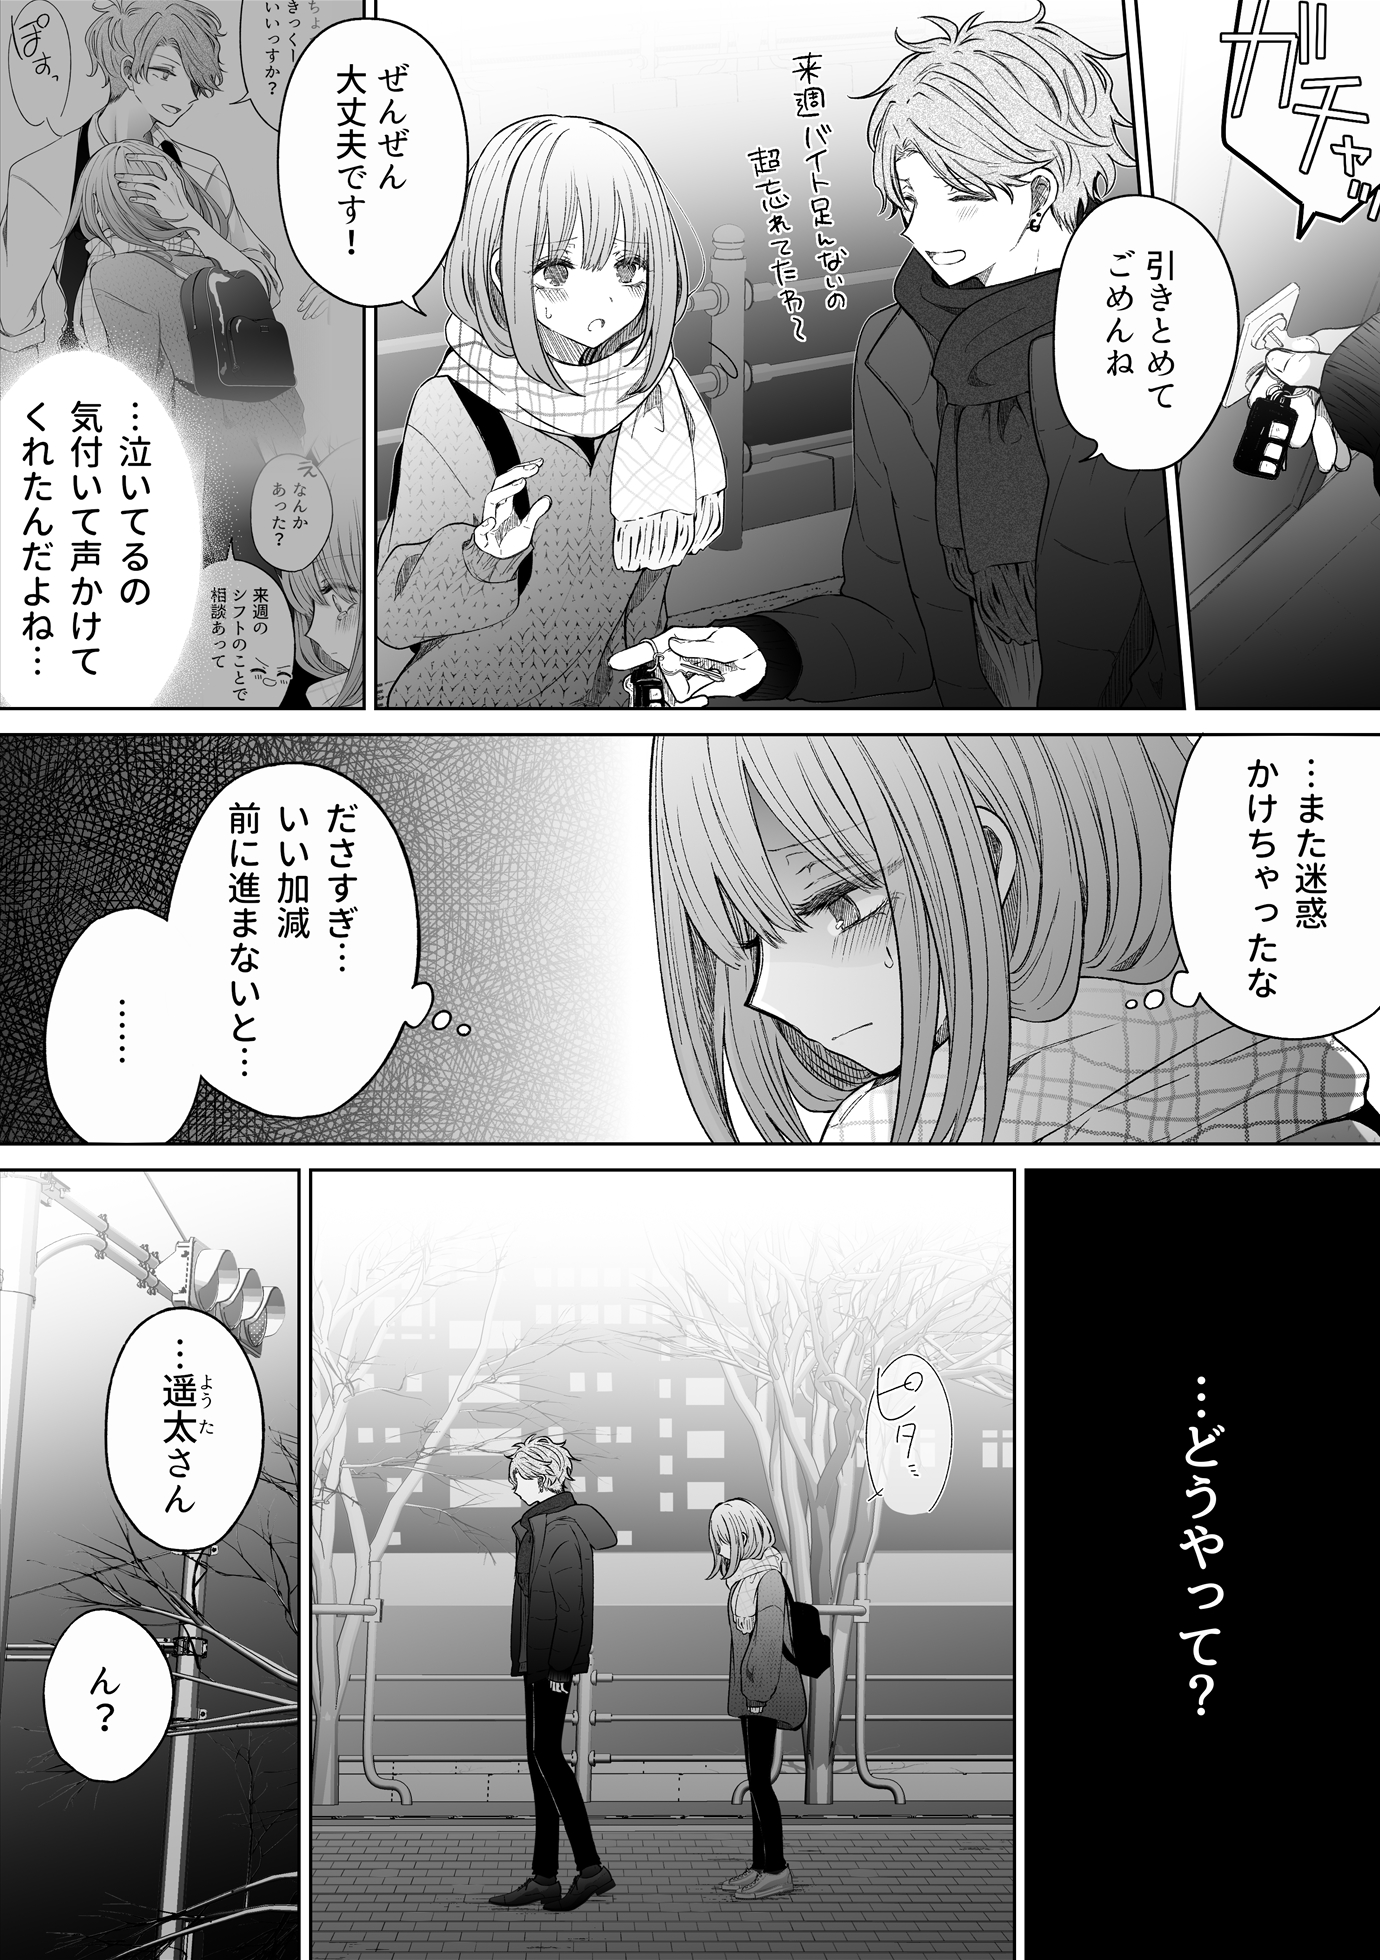 ガチャッ
引きとめて
ごめんね
来週バイト足んないの
超忘れてたわ〜
ぜんぜん
大丈夫です！
きっくー
いいっすか？
ぽすっ
え なんか
あった？
来週の
シフトのことで
相談あって
…泣いてるの
気付いて声かけて
くれたんだよね…
…また迷惑
かけちゃったな
ださすぎ…
いい加減
前に進まないと…
……
…どうやって？
ピタ
…遥太さん
よう た
ん？